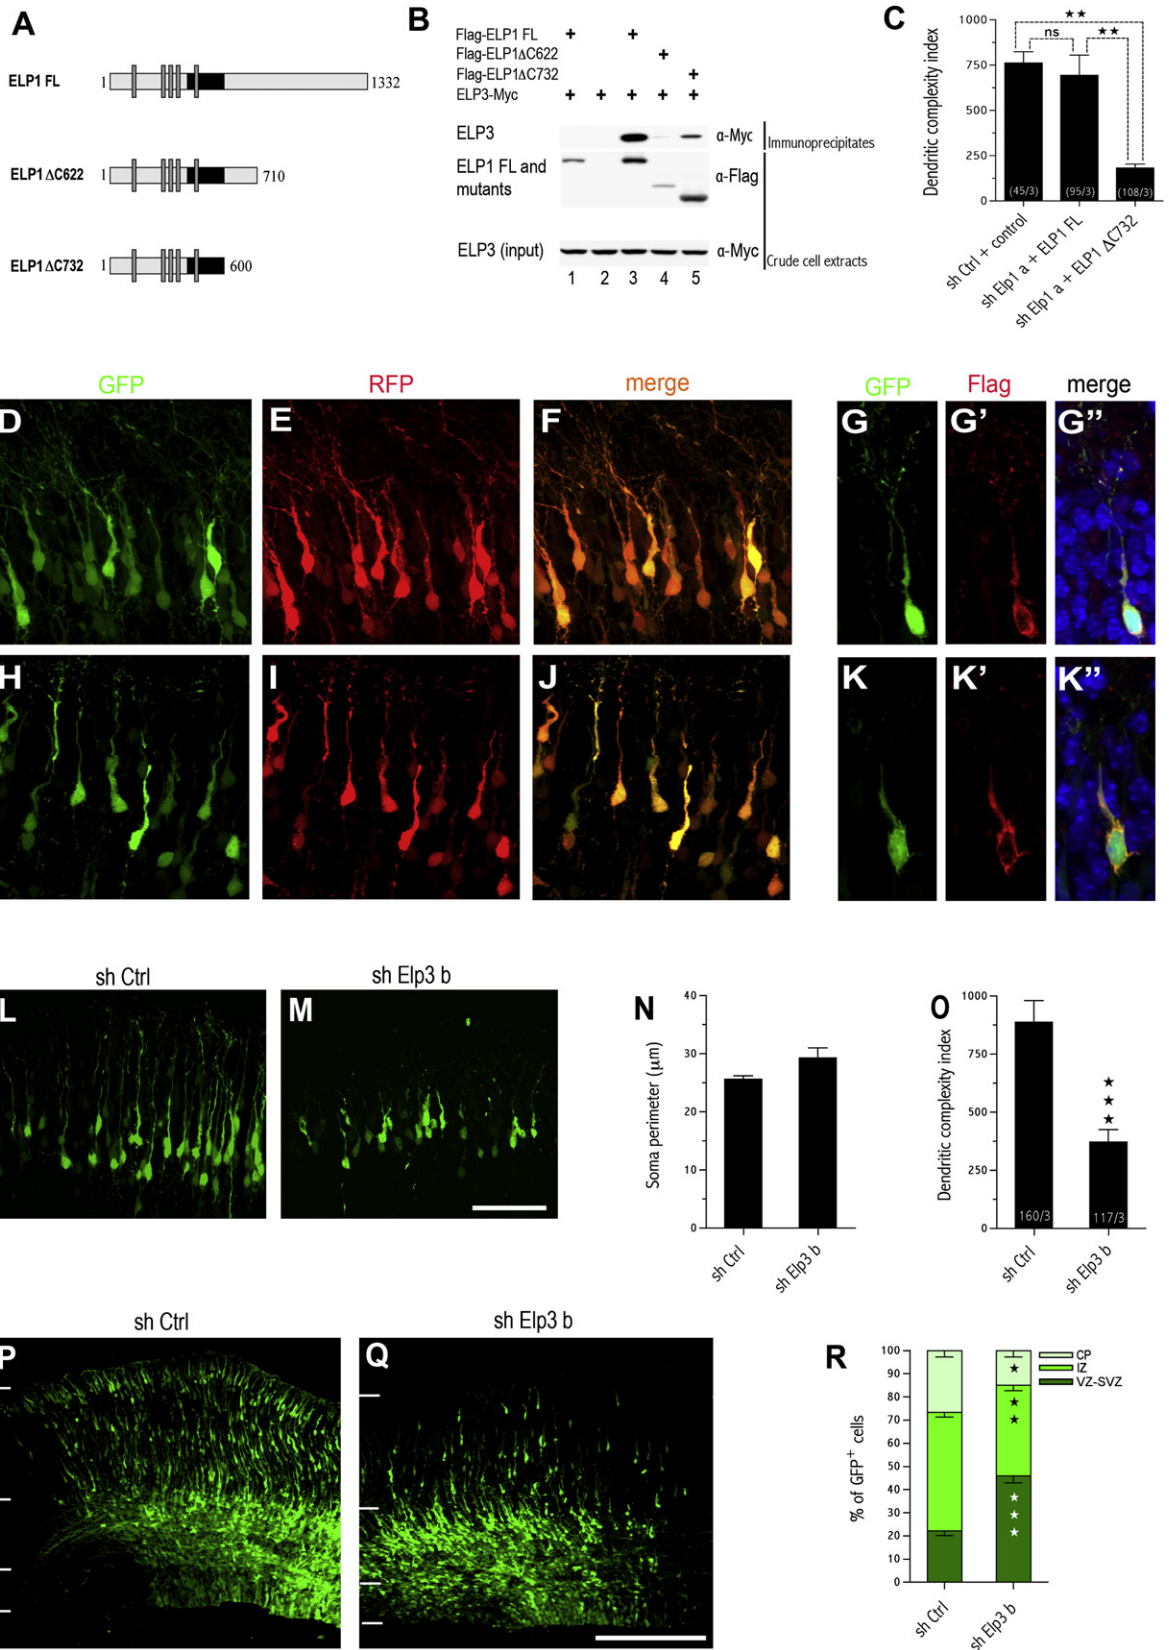 A
ELP1 FL
1
1332
ELP1 ΔC622
1
710
ELP1 ΔC732
1
600
B
Flag-ELP1 FL + +
Flag-ELP1ΔC622 +
Flag-ELP1ΔC732 +
ELP3-Myc + + + + +
ELP3
α-Myc
Immunoprecipitates
ELP1 FL and
mutants
α-Flag
ELP3 (input)
α-Myc
Crude cell extracts
1 2 3 4 5
C
Dendritic complexity index
1000
750
500
250
0
★★
ns
★★
(45/3)
(95/3)
(108/3)
sh Ctrl + control
sh Elp1 a + ELP1 FL
sh Elp1 a + ELP1 ΔC732
GFP
RFP
merge
GFP
Flag
merge
D
E
F
G
G’
G”
H
I
J
K
K’
K”
sh Ctrl
sh Elp3 b
L
M
N
Soma perimeter (μm)
40
30
20
10
0
sh Ctrl
sh Elp3 b
O
Dendritic complexity index
1000
750
500
250
0
★
★
★
160/3
117/3
sh Ctrl
sh Elp3 b
sh Ctrl
sh Elp3 b
P
Q
R
% of GFP+ cells
100
90
80
70
60
50
40
30
20
10
0
★
★
★
★
★
★
CP
IZ
VZ-SVZ
sh Ctrl
sh Elp3 b